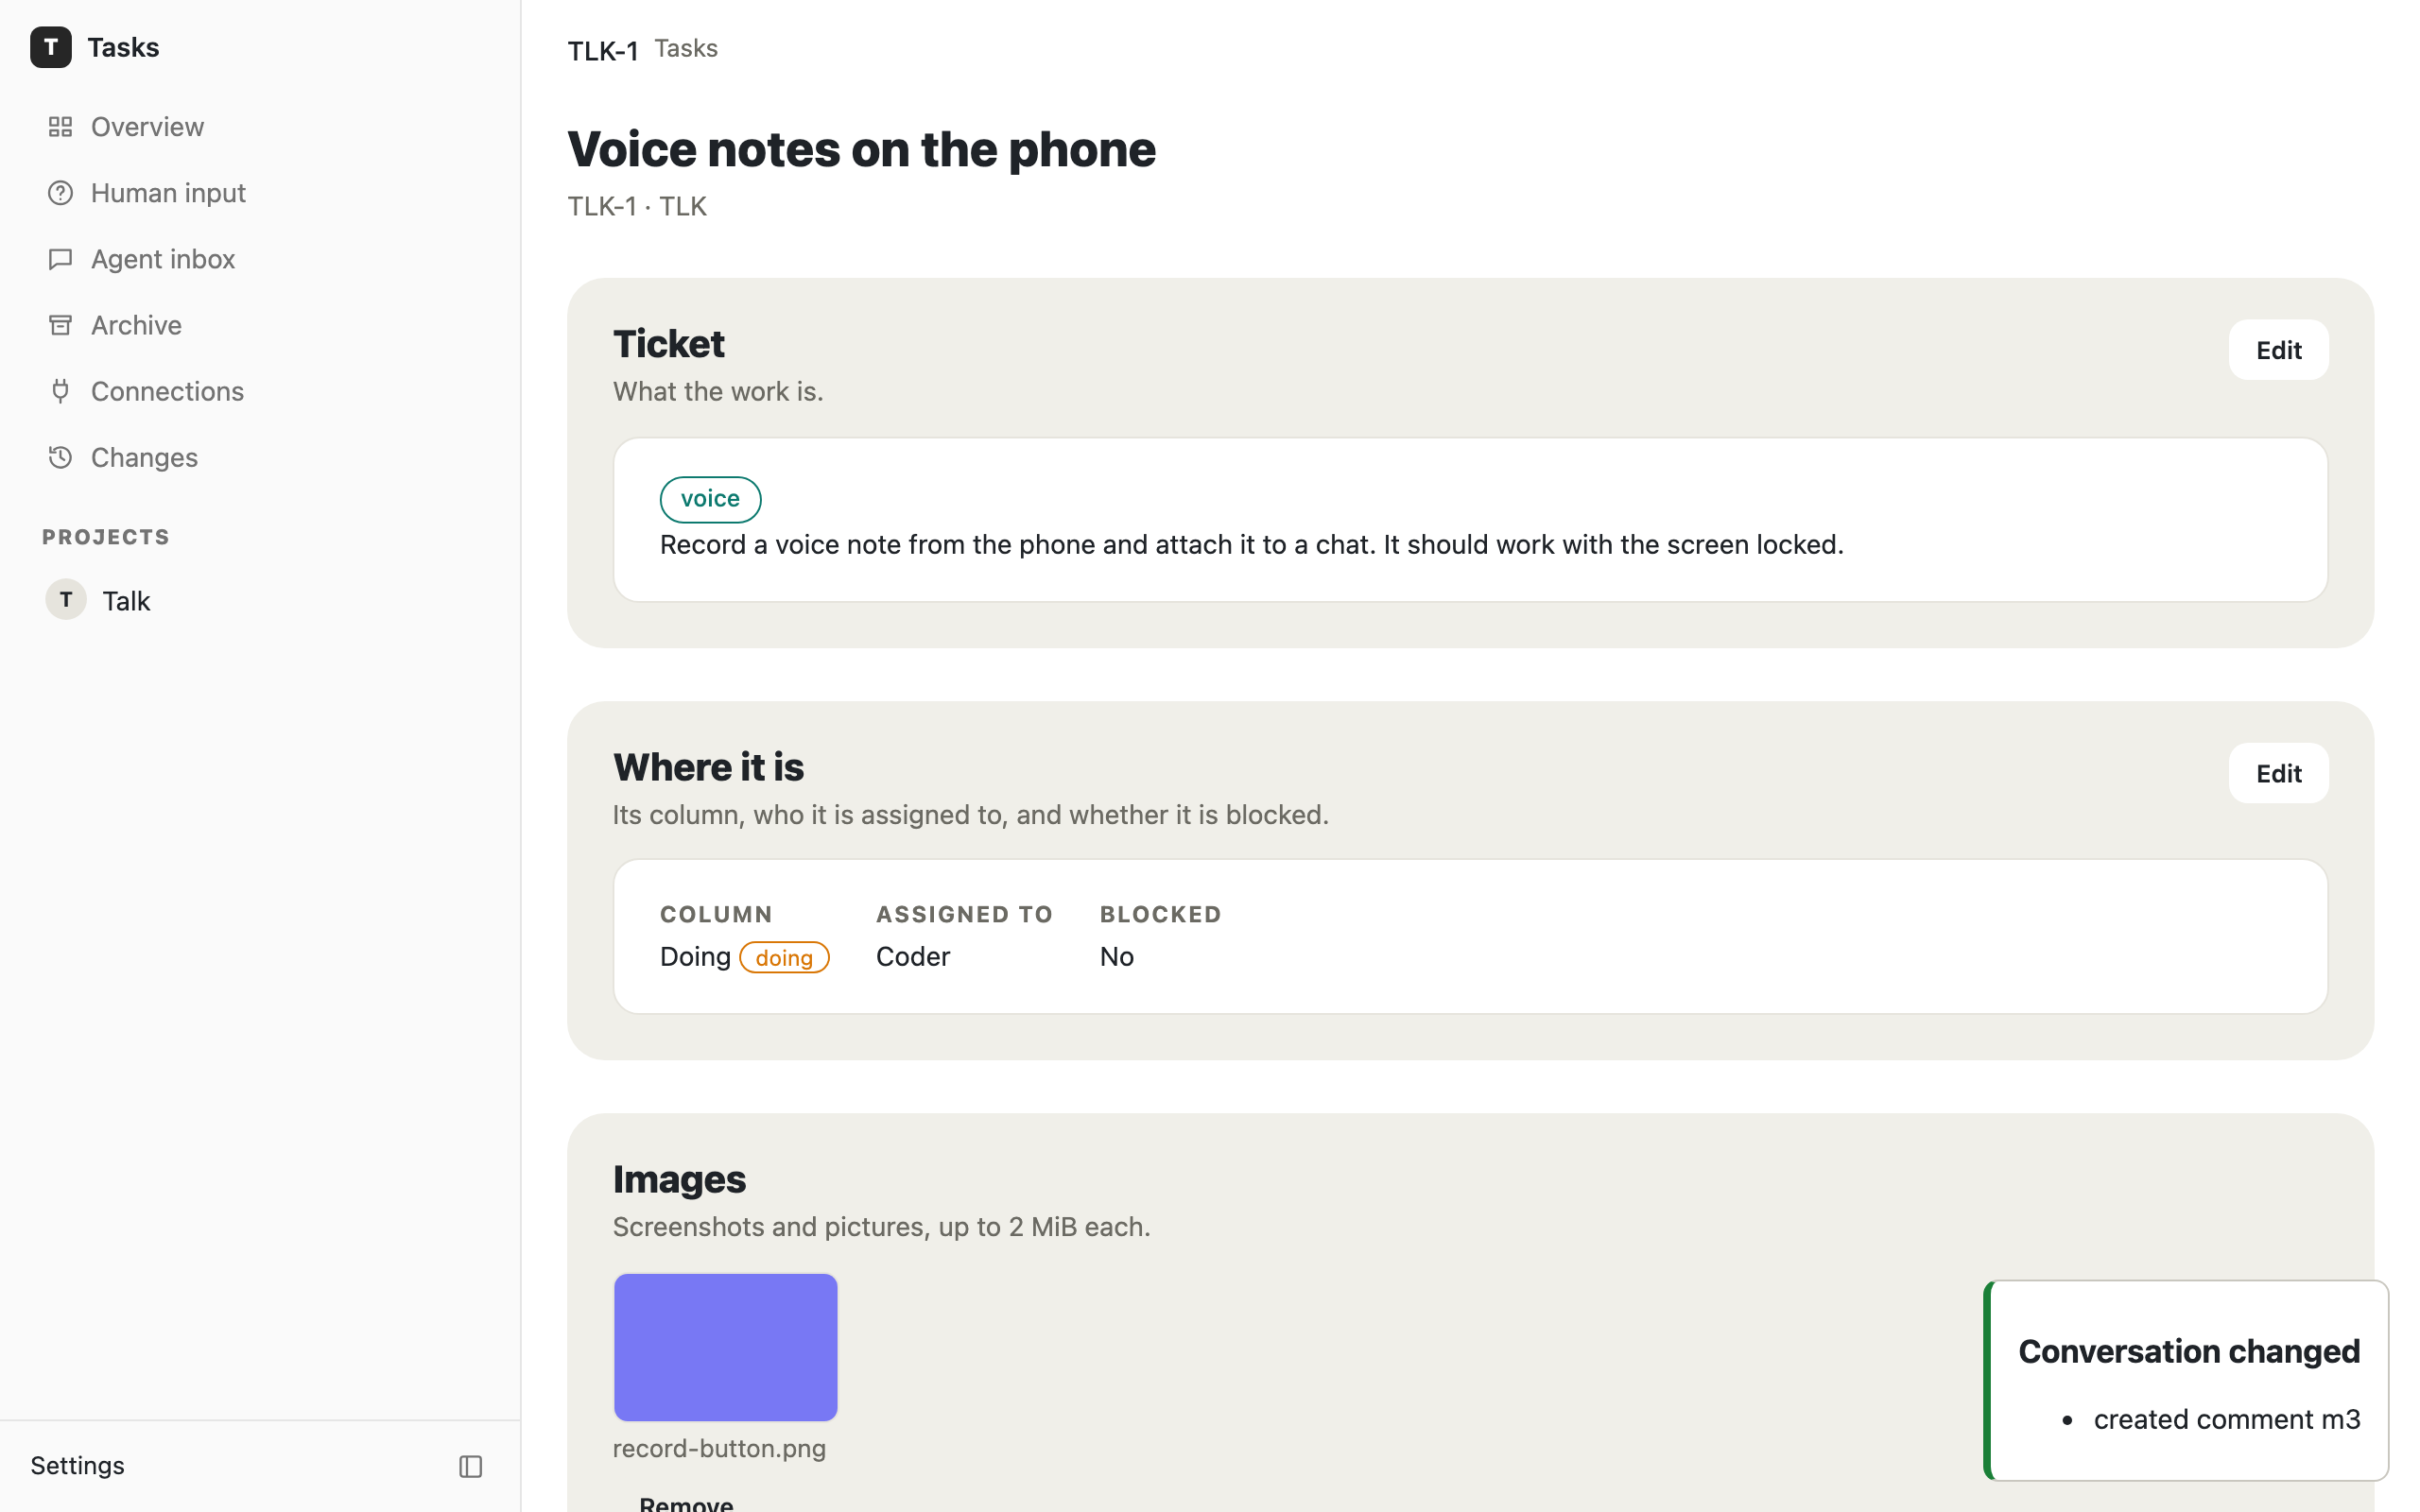 T Tasks
Overview
Human input
Agent inbox
Archive
Connections
Changes
PROJECTS
T Talk
Settings
TLK-1 Tasks
Voice notes on the phone
TLK-1 · TLK
Ticket
Edit
What the work is.
voice
Record a voice note from the phone and attach it to a chat. It should work with the screen locked.
Where it is
Edit
Its column, who it is assigned to, and whether it is blocked.
COLUMN ASSIGNED TO BLOCKED
Doing doing Coder No
Images
Screenshots and pictures, up to 2 MiB each.
record-button.png
Remove
Conversation changed
• created comment m3